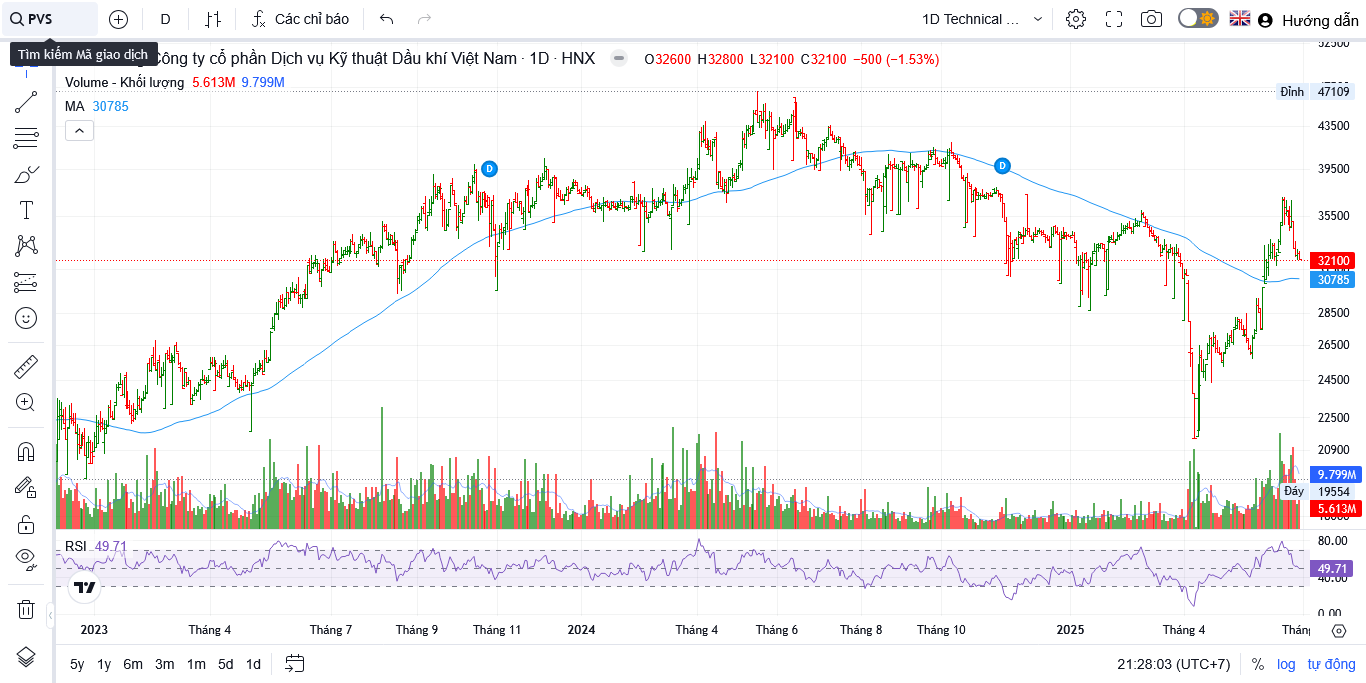 PVS
D
Các chỉ báo
1D Technical ...
Hướng dẫn
Tìm kiếm Mã giao dịch
Công ty cổ phần Dịch vụ Kỹ thuật Dầu khí Việt Nam · 1D · HNX
O32600 H32800 L32100 C32100 −500 (−1.53%)
Volume - Khối lượng 5.613M 9.799M
MA 30785
D
D
52500
Đỉnh 47109
43500
39500
35500
32100
30785
28500
26500
24500
22500
20900
9.799M
Đáy 19554
5.613M
RSI 49.71
80.00
49.71
40.00
0.00
2023
Tháng 4
Tháng 7
Tháng 9
Tháng 11
2024
Tháng 4
Tháng 6
Tháng 8
Tháng 10
2025
Tháng 4
5y 1y 6m 3m 1m 5d 1d
21:28:03 (UTC+7) % log tự động